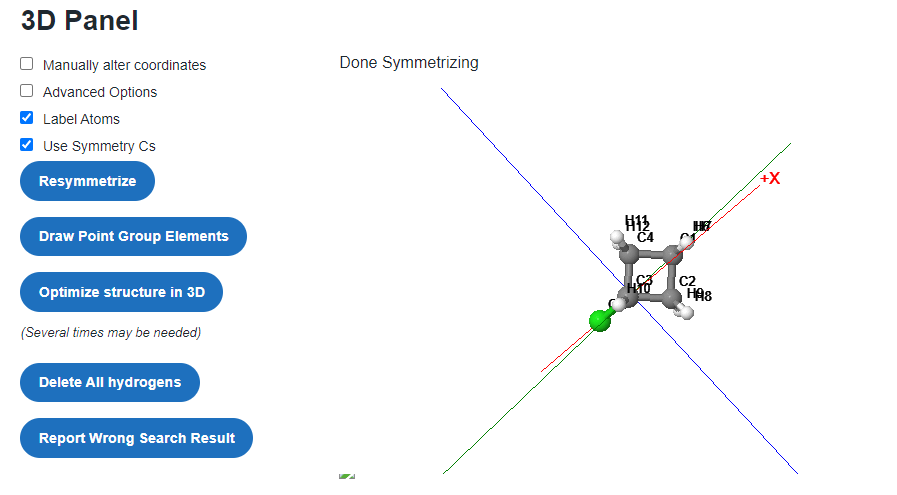 3D Panel
Manually alter coordinates
Advanced Options
Label Atoms
Use Symmetry Cs
Resymmetrize
Draw Point Group Elements
Optimize structure in 3D
(Several times may be needed)
Delete All hydrogens
Report Wrong Search Result
Done Symmetrizing
+X
H11
H12
C4
C1
C3
H10
C2
H9
H8